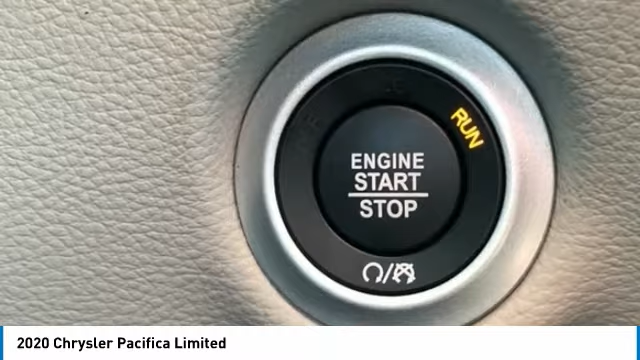 RUN
ENGINE
START
STOP
2020 Chrysler Pacifica Limited